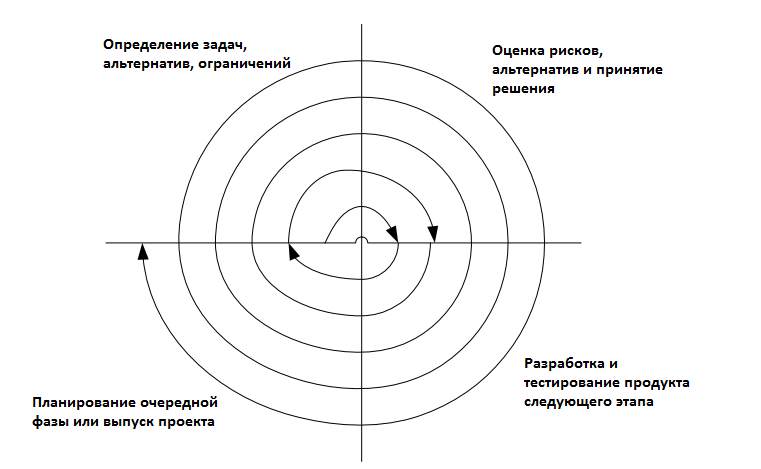 Определение задач,
альтернатив, ограничений
Оценка рисков,
альтернатив и принятие
решения
Разработка и
тестирование продукта
следующего этапа
Планирование очередной
фазы или выпуск проекта